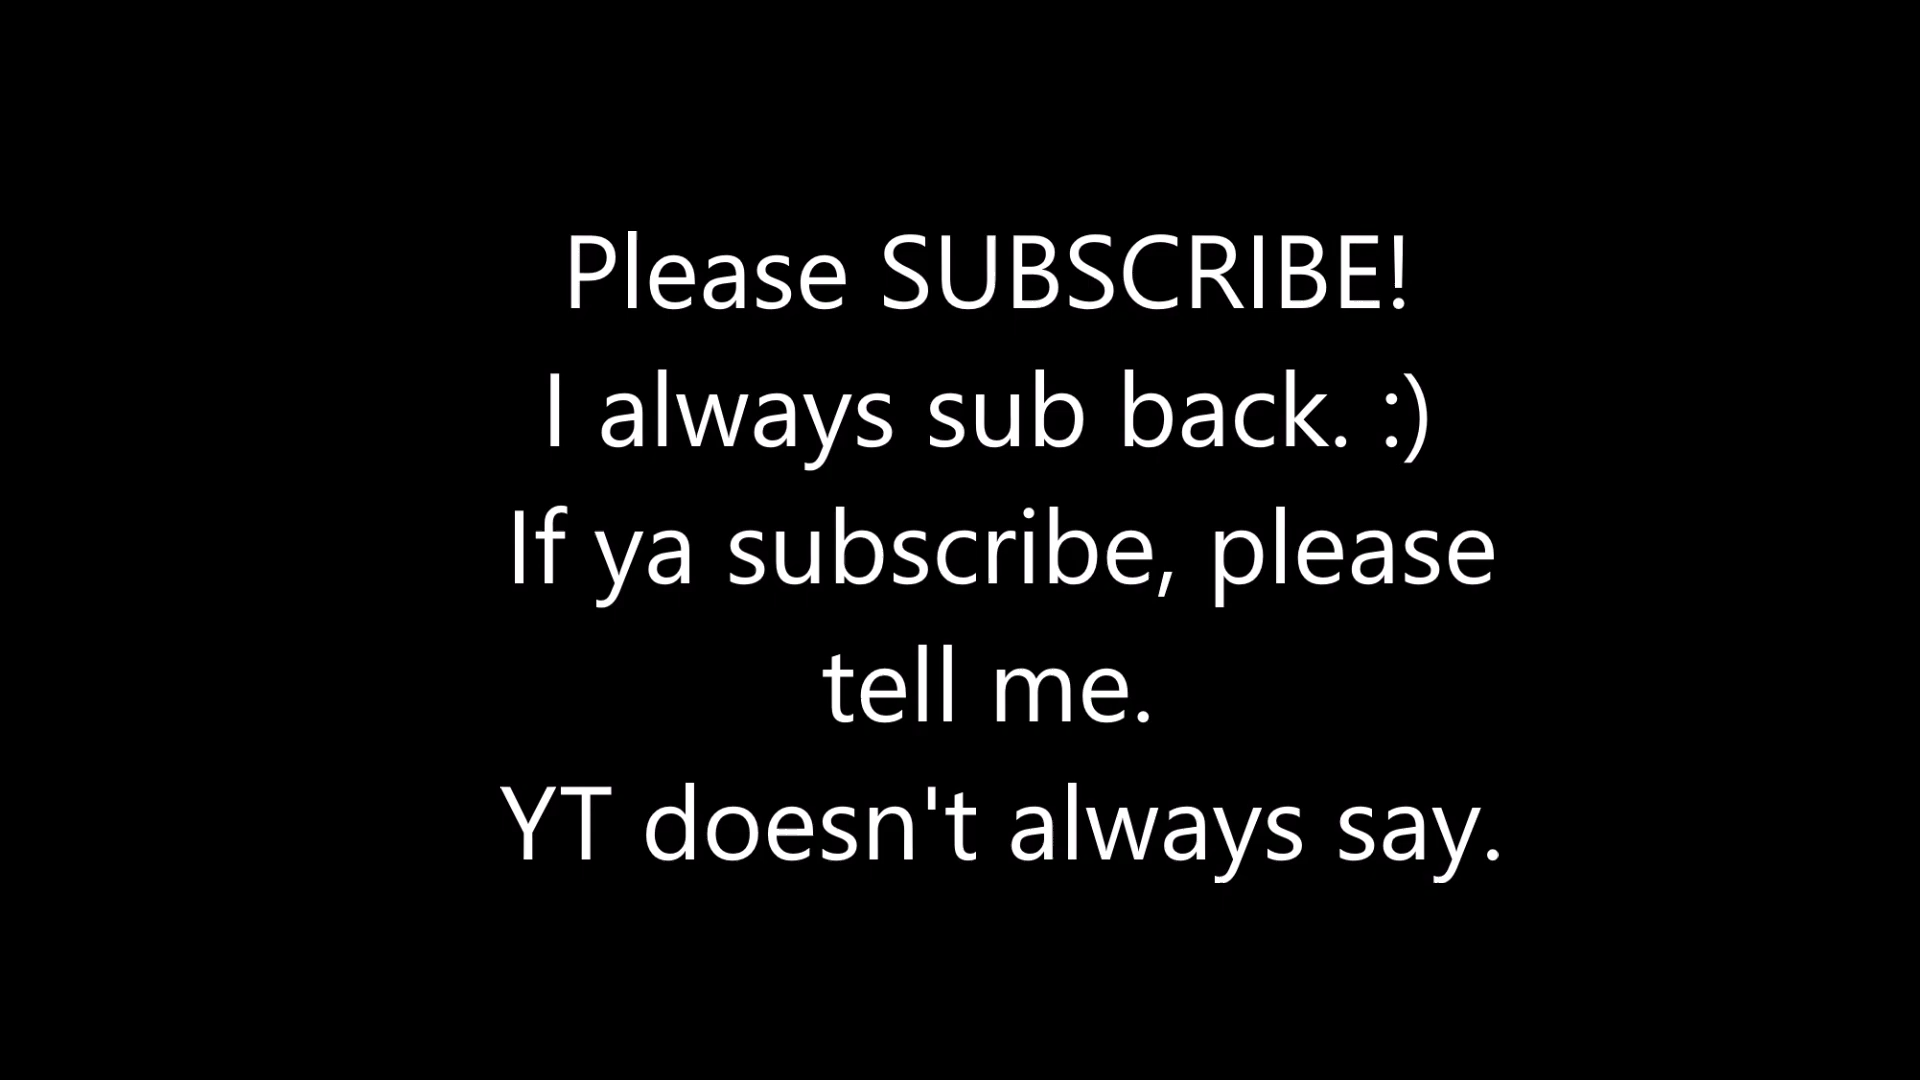 Please SUBSCRIBE!
I always sub back. :)
If ya subscribe, please
tell me.
YT doesn't always say.